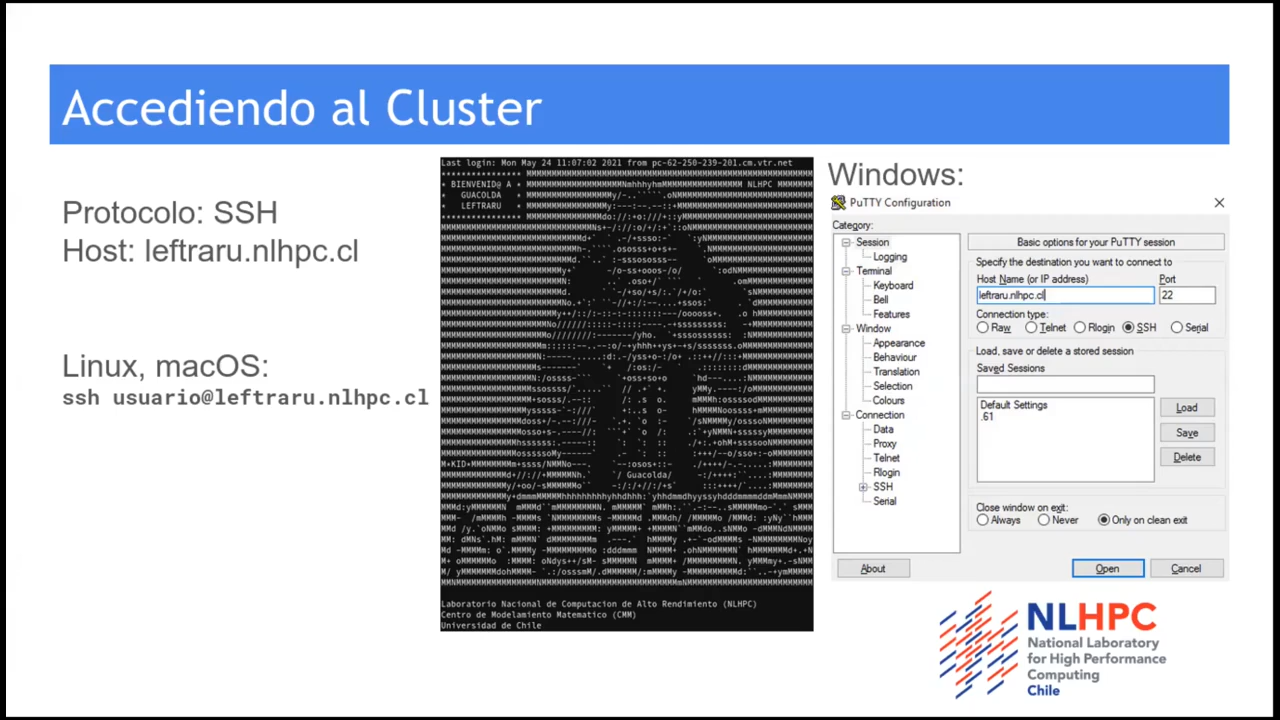 Accediendo al Cluster
Protocolo: SSH
Host: leftraru.nlhpc.cl
Linux, macOS:
ssh usuario@leftraru.nlhpc.cl
Last login: Mon May 24 11:07:02 2021 from pc-62-250-239-201.cm.vtr.net
* BIENVENID@ A *
* GUACOLDA *
* LEFTRARU *
NLHPC
*KID*
/ Guacolda/
Laboratorio Nacional de Computacion de Alto Rendimiento (NLHPC)
Centro de Modelamiento Matematico (CMM)
Universidad de Chile
Windows:
PuTTY Configuration
Category:
Session
Logging
Terminal
Keyboard
Bell
Features
Window
Appearance
Behaviour
Translation
Selection
Colours
Connection
Data
Proxy
Telnet
Rlogin
SSH
Serial
Basic options for your PuTTY session
Specify the destination you want to connect to
Host Name (or IP address) Port
leftraru.nlhpc.cl 22
Connection type:
Raw Telnet Rlogin SSH Serial
Load, save or delete a stored session
Saved Sessions
Default Settings
.61
Load
Save
Delete
Close window on exit:
Always Never Only on clean exit
About Open Cancel
NLHPC
National Laboratory
for High Performance
Computing
Chile